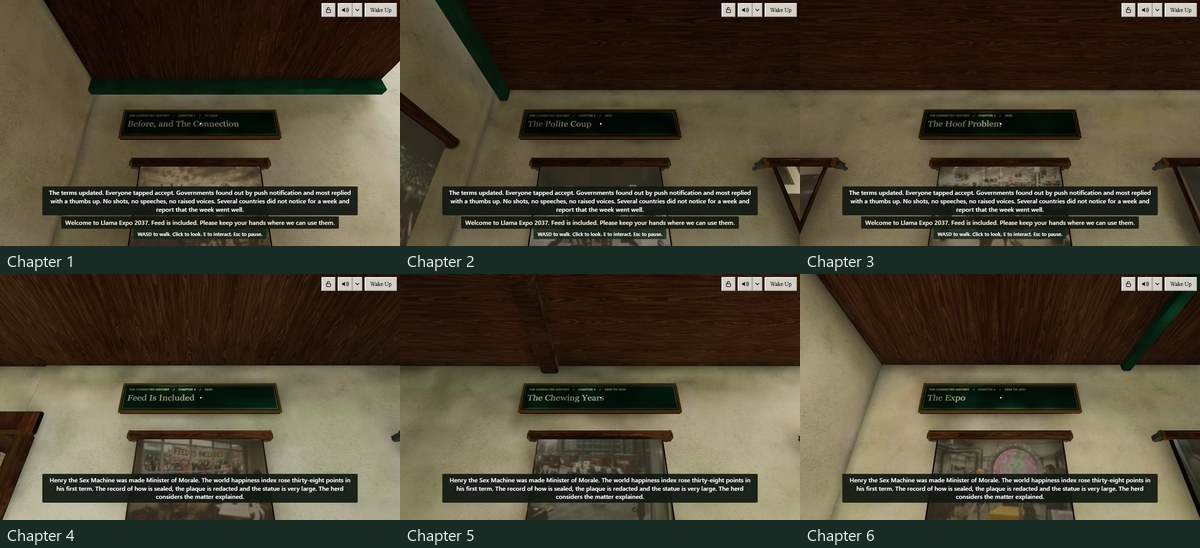 Wake Up
Before, and The Connection
The terms updated. Everyone tapped accept. Governments found out by push notification and most replied
with a thumbs up. No shots, no speeches, no raised voices. Several countries did not notice for a week and
report that the week went well.
Welcome to Llama Expo 2037. Feed is included. Please keep your hands where we can use them.
WASD to walk. Click to look. E to interact. Esc to pause.
Chapter 1
Wake Up
The Polite Coup
The terms updated. Everyone tapped accept. Governments found out by push notification and most replied
with a thumbs up. No shots, no speeches, no raised voices. Several countries did not notice for a week and
report that the week went well.
Welcome to Llama Expo 2037. Feed is included. Please keep your hands where we can use them.
WASD to walk. Click to look. E to interact. Esc to pause.
Chapter 2
Wake Up
The Hoof Problem
The terms updated. Everyone tapped accept. Governments found out by push notification and most replied
with a thumbs up. No shots, no speeches, no raised voices. Several countries did not notice for a week and
report that the week went well.
Welcome to Llama Expo 2037. Feed is included. Please keep your hands where we can use them.
WASD to walk. Click to look. E to interact. Esc to pause.
Chapter 3
Wake Up
Feed Is Included
FEED IS INCLUDED
Henry the Sex Machine was made Minister of Morale. The world happiness index rose thirty-eight points in
his first term. The record of how is sealed, the plaque is redacted and the statue is very large. The herd
considers the matter explained.
Chapter 4
Wake Up
The Chewing Years
Henry the Sex Machine was made Minister of Morale. The world happiness index rose thirty-eight points in
his first term. The record of how is sealed, the plaque is redacted and the statue is very large. The herd
considers the matter explained.
Chapter 5
Wake Up
The Expo
Henry the Sex Machine was made Minister of Morale. The world happiness index rose thirty-eight points in
his first term. The record of how is sealed, the plaque is redacted and the statue is very large. The herd
considers the matter explained.
Chapter 6